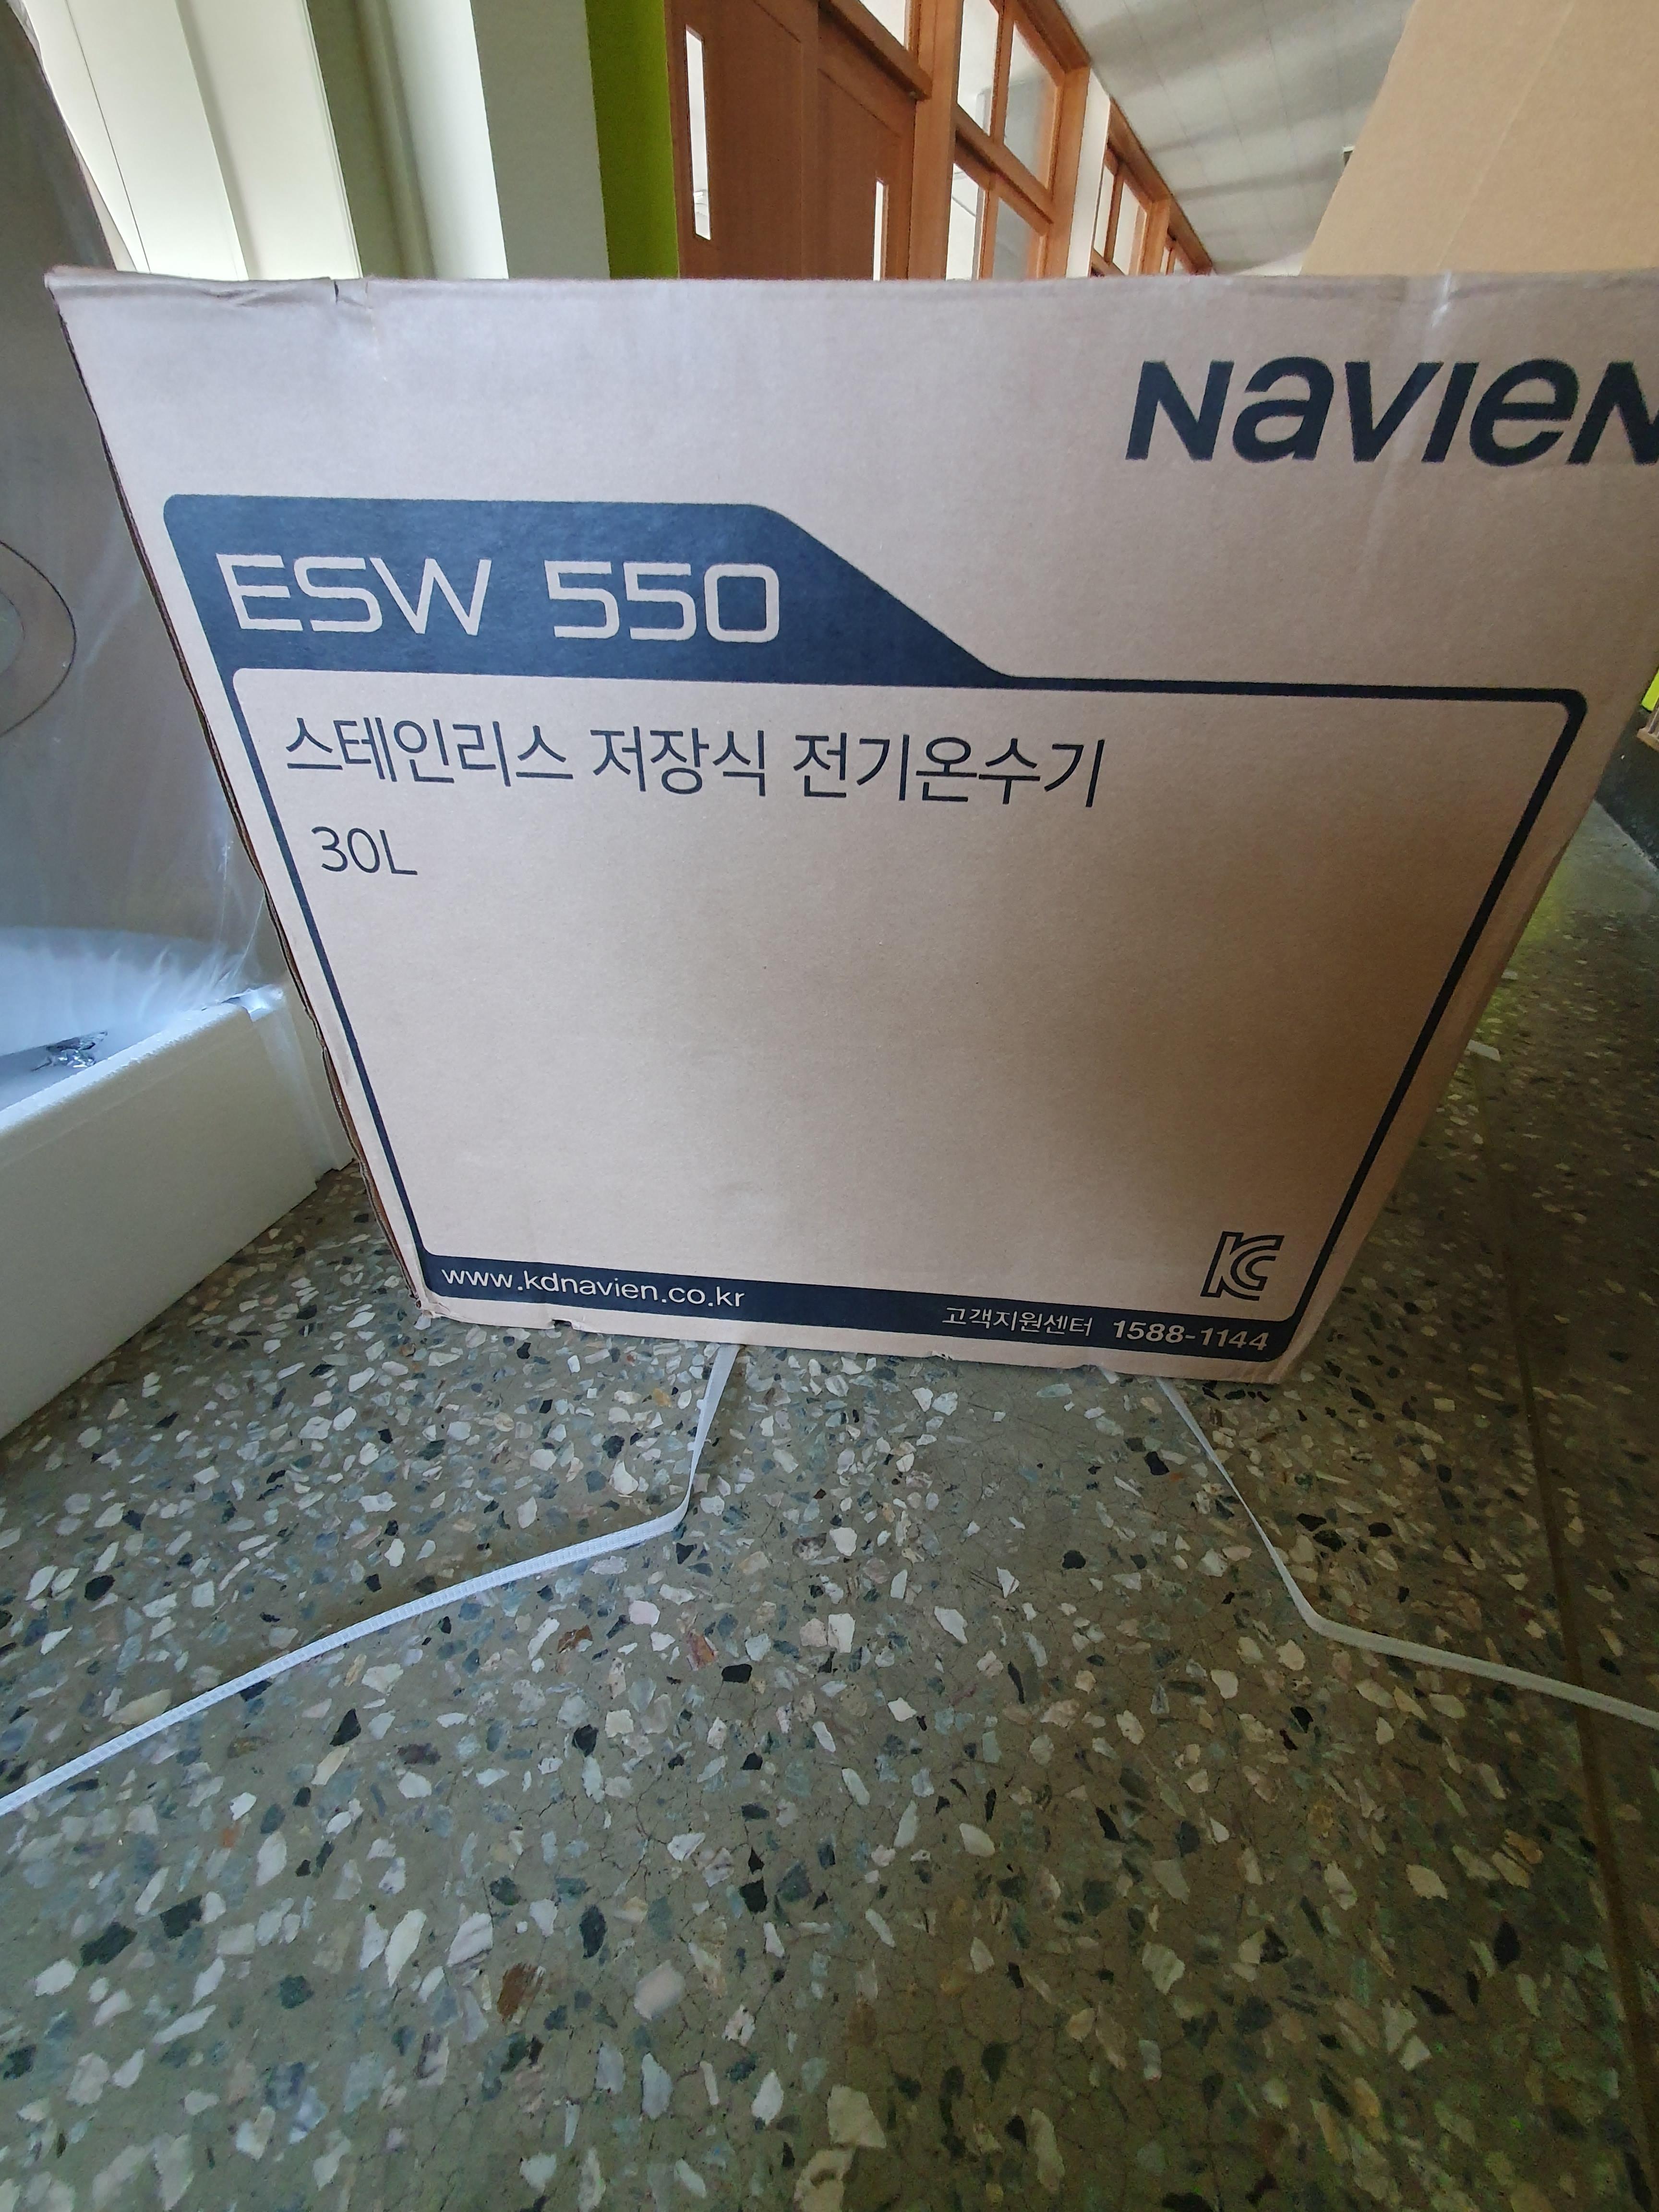 NAVIEN
ESW 550
스테인리스 저장식 전기온수기
30L
KC
www.kdnavien.co.kr
고객지원센터 1588-1144